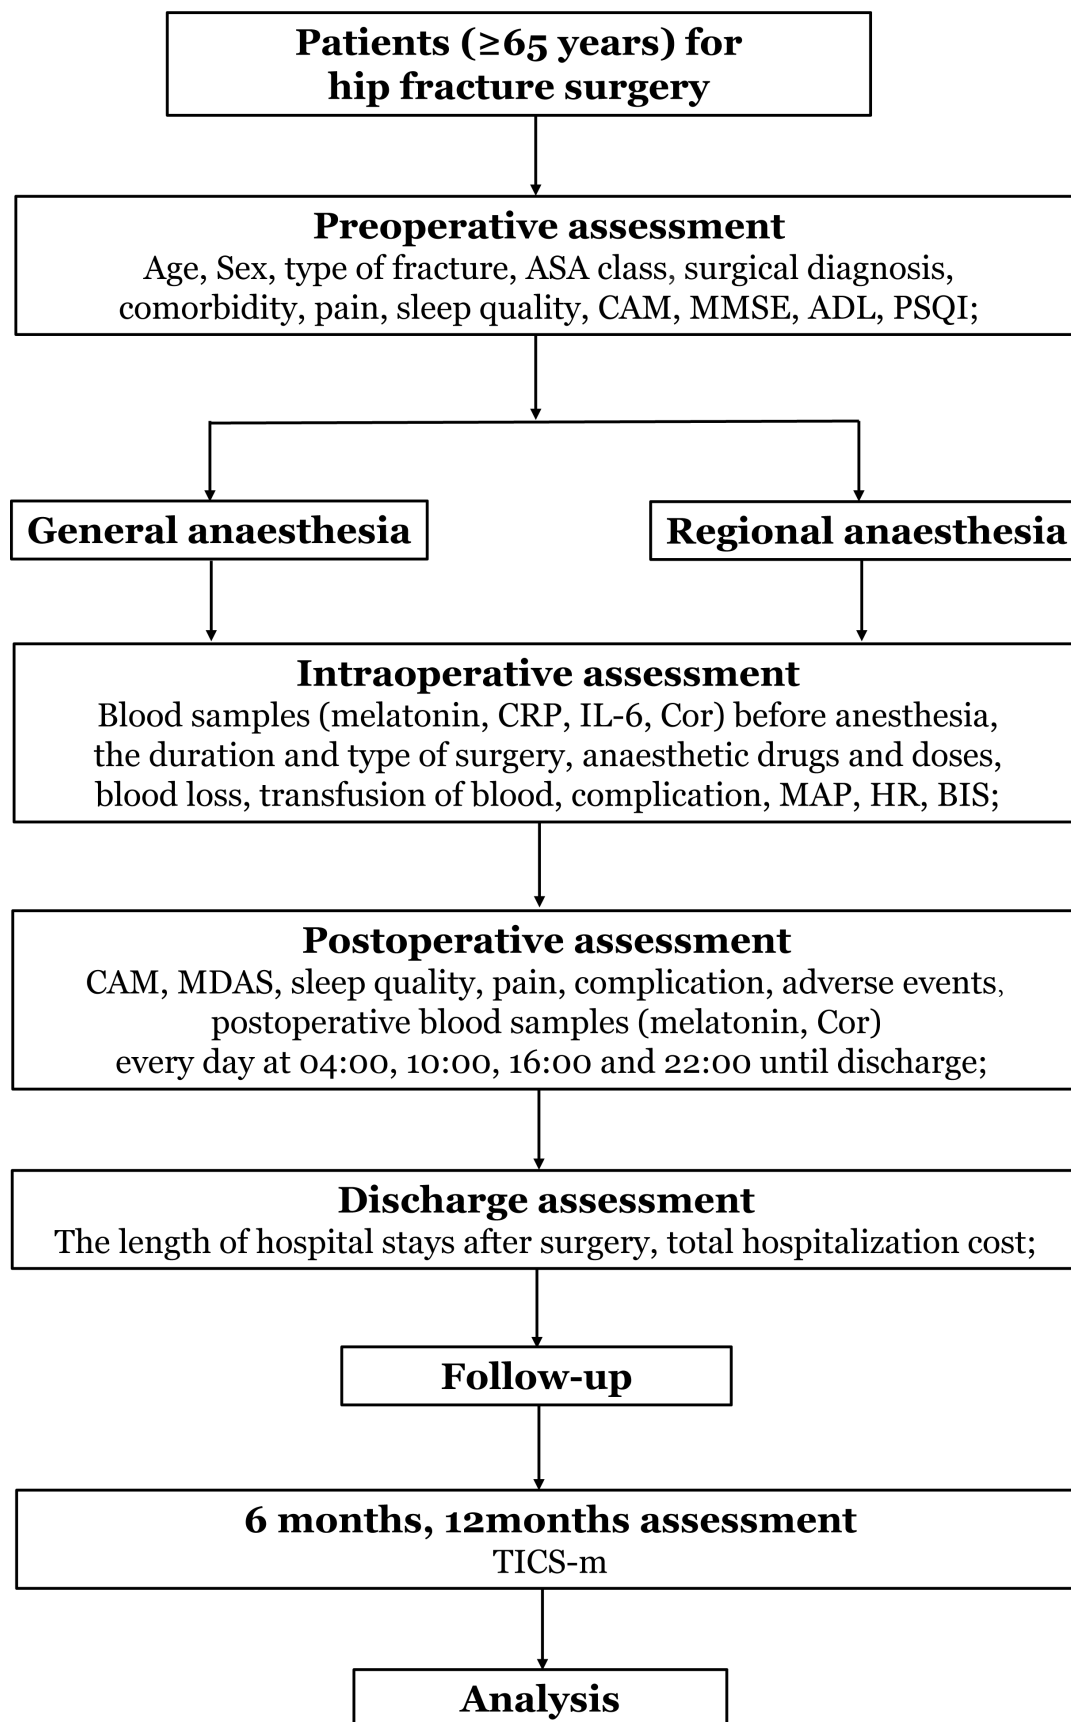 Patients (≥65 years) for
hip fracture surgery
Preoperative assessment
Age, Sex, type of fracture, ASA class, surgical diagnosis,
comorbidity, pain, sleep quality, CAM, MMSE, ADL, PSQI;
General anaesthesia
Regional anaesthesia
Intraoperative assessment
Blood samples (melatonin, CRP, IL-6, Cor) before anesthesia,
the duration and type of surgery, anaesthetic drugs and doses,
blood loss, transfusion of blood, complication, MAP, HR, BIS;
Postoperative assessment
CAM, MDAS, sleep quality, pain, complication, adverse events,
postoperative blood samples (melatonin, Cor)
every day at 04:00, 10:00, 16:00 and 22:00 until discharge;
Discharge assessment
The length of hospital stays after surgery, total hospitalization cost;
Follow-up
6 months, 12months assessment
TICS-m
Analysis